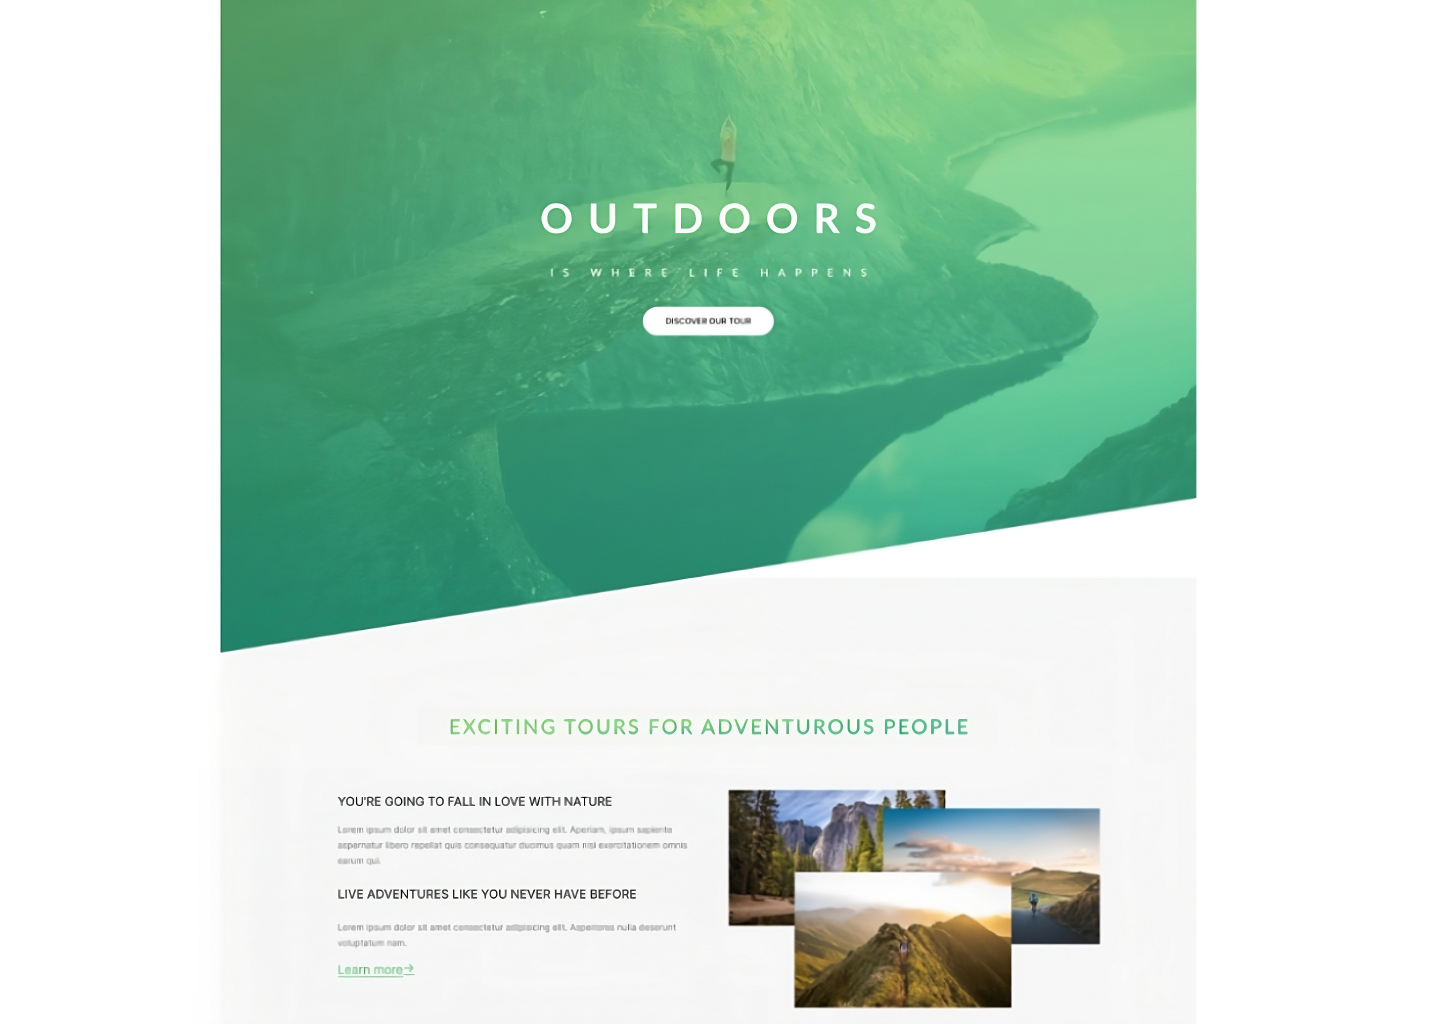 OUTDOORS
IS WHERE LIFE HAPPENS
DISCOVER OUR TOUR
EXCITING TOURS FOR ADVENTUROUS PEOPLE
YOU'RE GOING TO FALL IN LOVE WITH NATURE
Lorem ipsum dolor sit amet consectetur adipisicing elit. Aperiam, ipsum sapiente
aspernatur libero repellat quis consequatur ducimus quam nisi exercitationem omnis
earum qui.
LIVE ADVENTURES LIKE YOU NEVER HAVE BEFORE
Lorem ipsum dolor sit amet consectetur adipisicing elit. Asperiores nulla deserunt
voluptatum nam.
Learn more→